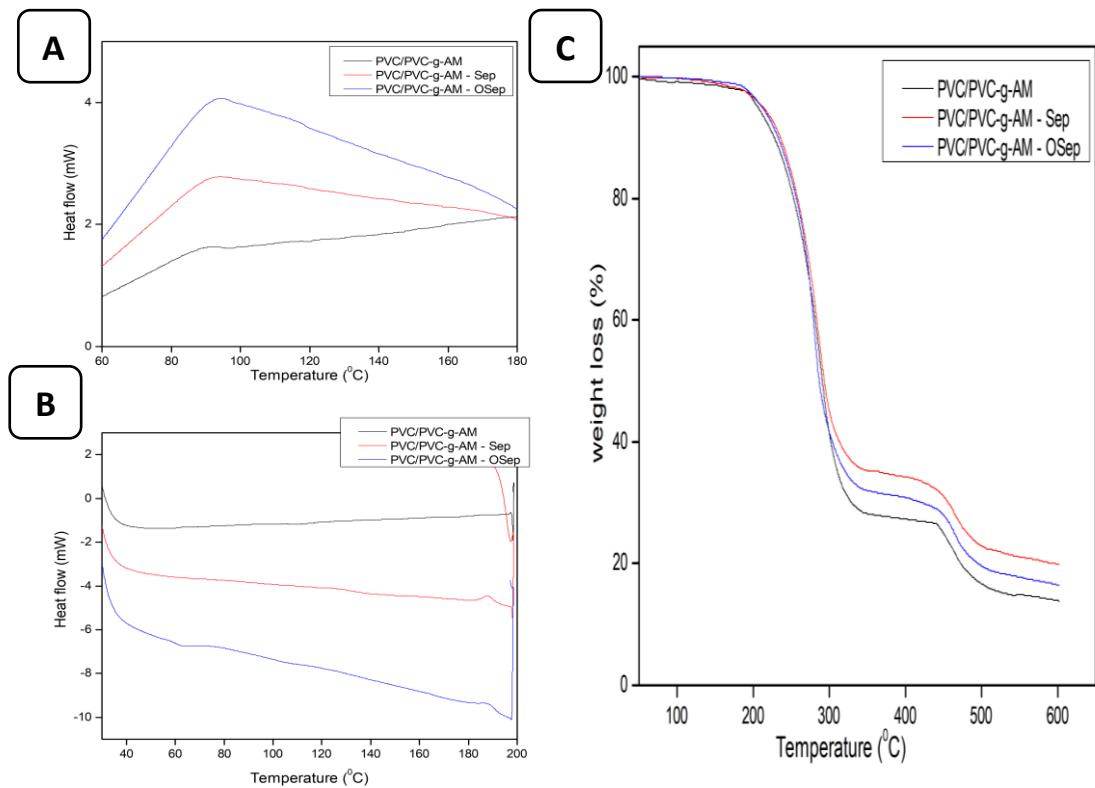 A
PVC/PVC-g-AM
PVC/PVC-g-AM - Sep
PVC/PVC-g-AM - OSep
4
2
0
Heat flow (mW)
60 80 100 120 140 160 180
Temperature (⁰C)
B
PVC/PVC-g-AM
PVC/PVC-g-AM - Sep
PVC/PVC-g-AM - OSep
2
0
-2
-4
-6
-8
-10
Heat flow (mW)
40 60 80 100 120 140 160 180 200
Temperature (⁰C)
C
PVC/PVC-g-AM
PVC/PVC-g-AM - Sep
PVC/PVC-g-AM - OSep
100
80
60
40
20
0
weight loss (%)
100 200 300 400 500 600
Temperature (⁰C)